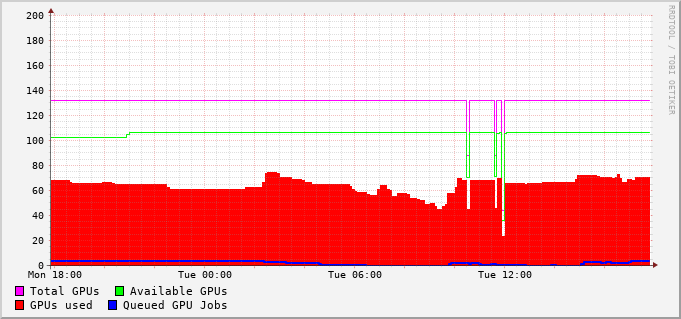 200
180
160
140
120
100
80
60
40
20
0
Mon 18:00 Tue 00:00 Tue 06:00 Tue 12:00
Total GPUs Available GPUs
GPUs used Queued GPU Jobs
RRDTOOL / TOBI OETIKER